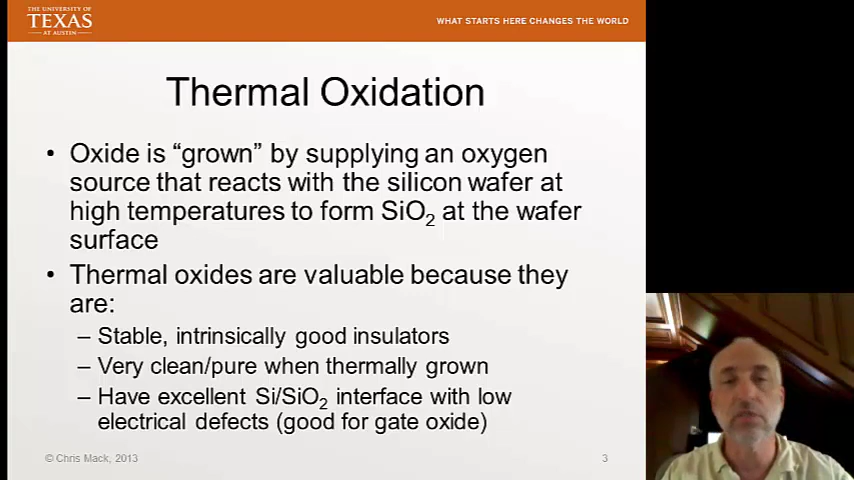 THE UNIVERSITY OF
TEXAS
AT AUSTIN
WHAT STARTS HERE CHANGES THE WORLD
Thermal Oxidation
• Oxide is “grown” by supplying an oxygen
source that reacts with the silicon wafer at
high temperatures to form SiO2 at the wafer
surface
• Thermal oxides are valuable because they
are:
– Stable, intrinsically good insulators
– Very clean/pure when thermally grown
– Have excellent Si/SiO2 interface with low
electrical defects (good for gate oxide)
© Chris Mack, 2013
3